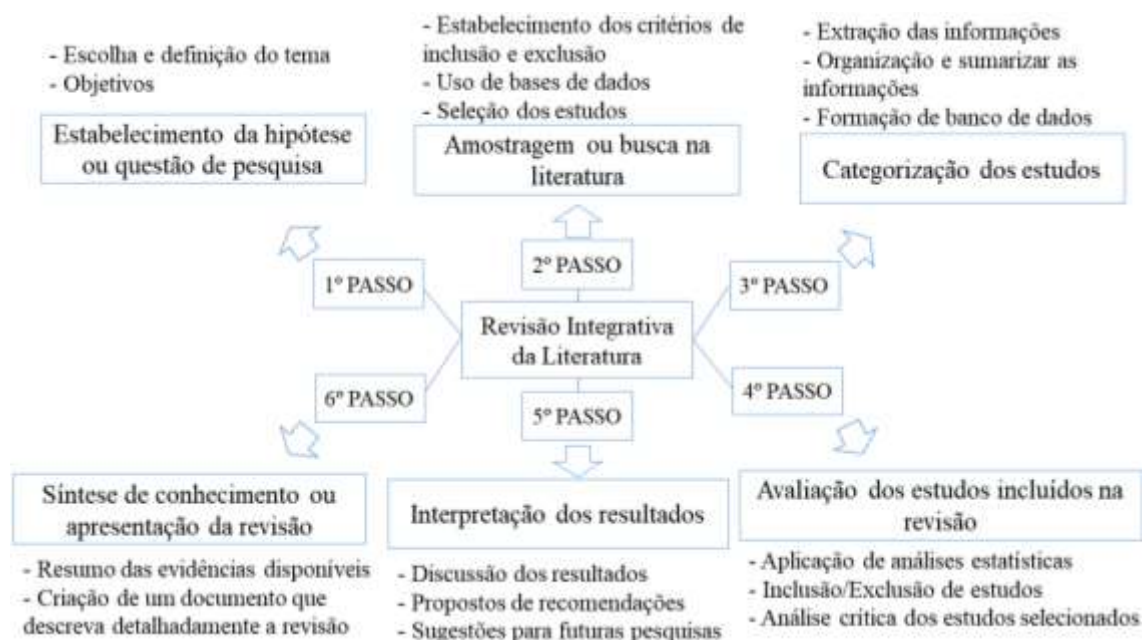 - Escolha e definição do tema
- Objetivos
Estabelecimento da hipótese
ou questão de pesquisa
- Estabelecimento dos critérios de
inclusão e exclusão
- Uso de bases de dados
- Seleção dos estudos
Amostragem ou busca na
literatura
- Extração das informações
- Organização e sumarizar as
informações
- Formação de banco de dados
Categorização dos estudos
1º PASSO
2º PASSO
3º PASSO
Revisão Integrativa
da Literatura
6º PASSO
5º PASSO
4º PASSO
Síntese de conhecimento ou
apresentação da revisão
- Resumo das evidências disponíveis
- Criação de um documento que
descreva detalhadamente a revisão
Interpretação dos resultados
- Discussão dos resultados
- Propostos de recomendações
- Sugestões para futuras pesquisas
Avaliação dos estudos incluídos na
revisão
- Aplicação de análises estatísticas
- Inclusão/Exclusão de estudos
- Análise crítica dos estudos selecionados